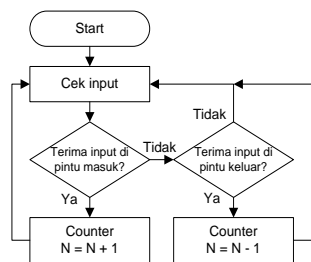 Start
Cek input
Tidak
Terima input di
pintu masuk?
Tidak
Terima input di
pintu keluar?
Ya
Ya
Counter
N = N + 1
Counter
N = N - 1